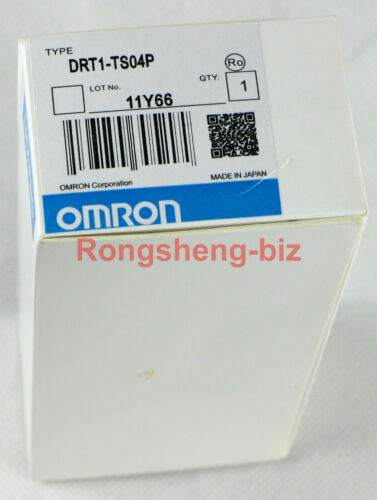 TYPE
DRT1-TS04P
Ro
LOT No.
QTY:
11Y66
1
OMRON Corporation
MADE IN JAPAN
OMRON
Rongsheng-biz